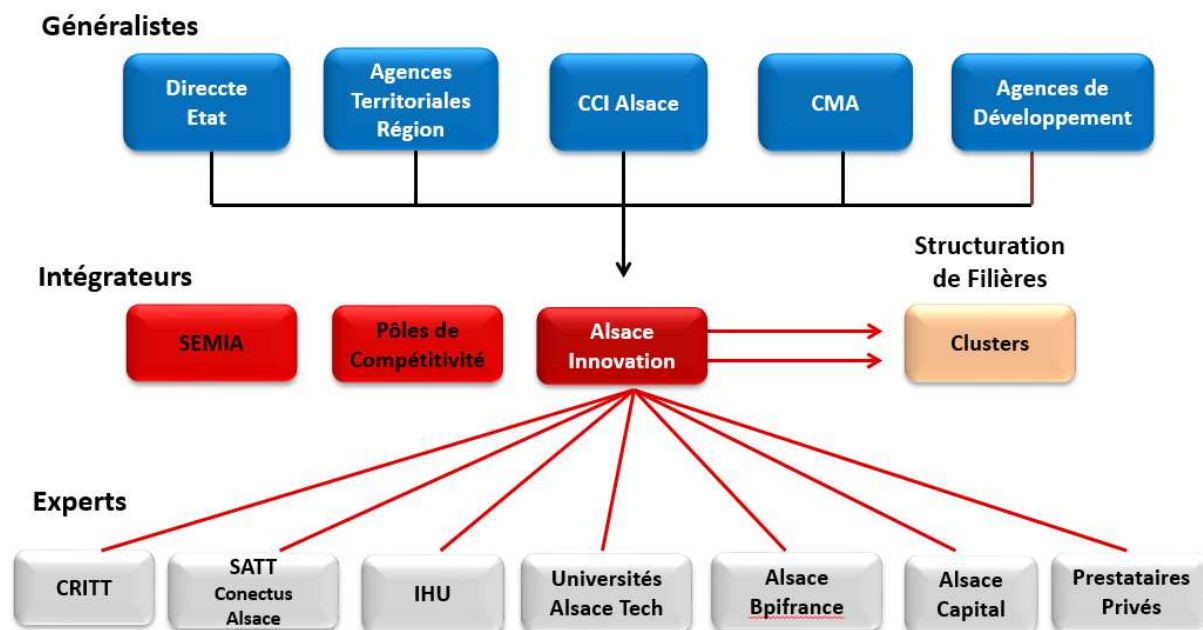 Généralistes
Direccte
Etat
Agences
Territoriales
Région
CCI Alsace
CMA
Agences de
Développement
Structuration
de Filières
Intégrateurs
SEMIA
Pôles de
Compétitivité
Alsace
Innovation
Clusters
Experts
CRITT
SATT
Conectus
Alsace
IHU
Universités
Alsace Tech
Alsace
Bpifrance
Alsace
Capital
Prestataires
Privés